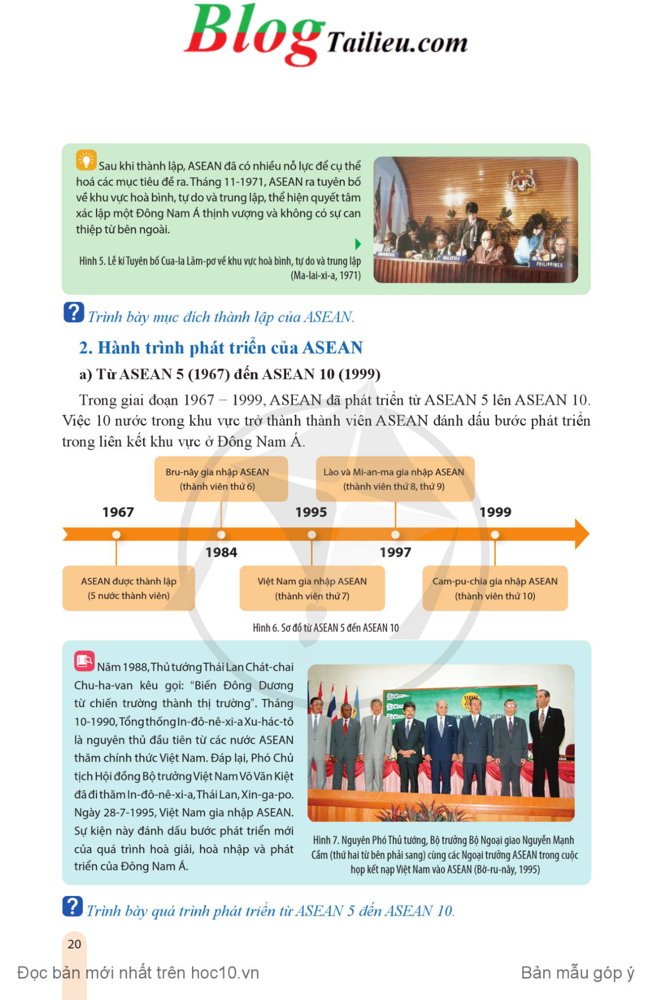 Blog Tailieu.com
Sau khi thành lập, ASEAN đã có nhiều nỗ lực để cụ thể
hoá các mục tiêu đề ra. Tháng 11-1971, ASEAN ra tuyên bố
về khu vực hoà bình, tự do và trung lập, thể hiện quyết tâm
xác lập một Đông Nam Á thịnh vượng và không có sự can
thiệp từ bên ngoài.
Hình 5. Lễ kí Tuyên bố Cua-la Lăm-pơ về khu vực hoà bình, tự do và trung lập
(Ma-lai-xi-a, 1971)
INDONESIA
MALAYSIA
PHILIPPINES
? Trình bày mục đích thành lập của ASEAN.
2. Hành trình phát triển của ASEAN
a) Từ ASEAN 5 (1967) đến ASEAN 10 (1999)
Trong giai đoạn 1967 – 1999, ASEAN đã phát triển từ ASEAN 5 lên ASEAN 10.
Việc 10 nước trong khu vực trở thành thành viên ASEAN đánh dấu bước phát triển
trong liên kết khu vực ở Đông Nam Á.
Bru-nây gia nhập ASEAN
(thành viên thứ 6)
Lào và Mi-an-ma gia nhập ASEAN
(thành viên thứ 8, thứ 9)
1967
1995
1999
1984
1997
ASEAN được thành lập
(5 nước thành viên)
Việt Nam gia nhập ASEAN
(thành viên thứ 7)
Cam-pu-chia gia nhập ASEAN
(thành viên thứ 10)
Hình 6. Sơ đồ từ ASEAN 5 đến ASEAN 10
Năm 1988, Thủ tướng Thái Lan Chát-chai
Chu-ha-van kêu gọi: “Biến Đông Dương
từ chiến trường thành thị trường”. Tháng
10-1990, Tổng thống In-đô-nê-xi-a Xu-hác-tô
là nguyên thủ đầu tiên từ các nước ASEAN
thăm chính thức Việt Nam. Đáp lại, Phó Chủ
tịch Hội đồng Bộ trưởng Việt Nam Võ Văn Kiệt
đã đi thăm In-đô-nê-xi-a, Thái Lan, Xin-ga-po.
Ngày 28-7-1995, Việt Nam gia nhập ASEAN.
Sự kiện này đánh dấu bước phát triển mới
của quá trình hoà giải, hoà nhập và phát
triển của Đông Nam Á.
Hình 7. Nguyên Phó Thủ tướng, Bộ trưởng Bộ Ngoại giao Nguyễn Mạnh
Cầm (thứ hai từ bên phải sang) cùng các Ngoại trưởng ASEAN trong cuộc
họp kết nạp Việt Nam vào ASEAN (Bờ-ru-nây, 1995)
? Trình bày quá trình phát triển từ ASEAN 5 đến ASEAN 10.
20
Đọc bản mới nhất trên hoc10.vn
Bản mẫu góp ý